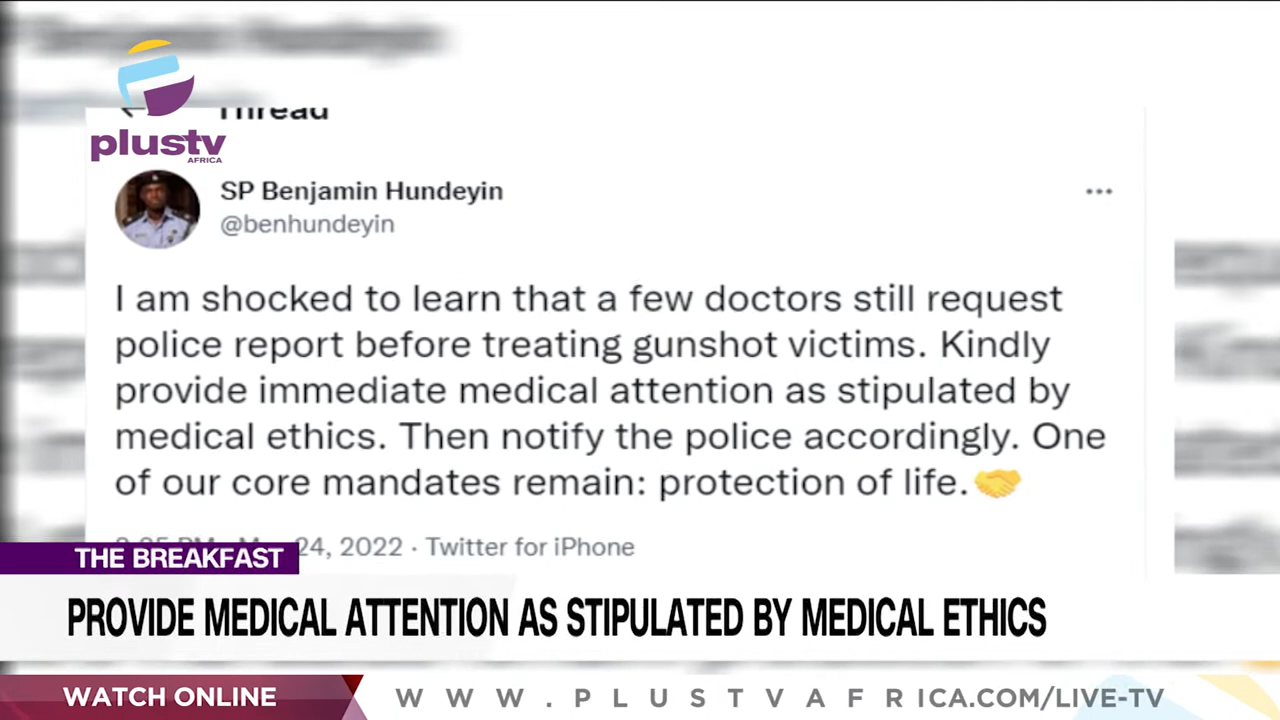 plustv
AFRICA
Thread
SP Benjamin Hundeyin
@benhundeyin
I am shocked to learn that a few doctors still request
police report before treating gunshot victims. Kindly
provide immediate medical attention as stipulated by
medical ethics. Then notify the police accordingly. One
of our core mandates remain: protection of life.🤝
24, 2022 · Twitter for iPhone
THE BREAKFAST
PROVIDE MEDICAL ATTENTION AS STIPULATED BY MEDICAL ETHICS
WATCH ONLINE
WWW.PLUSTVAFRICA.COM/LIVE-TV